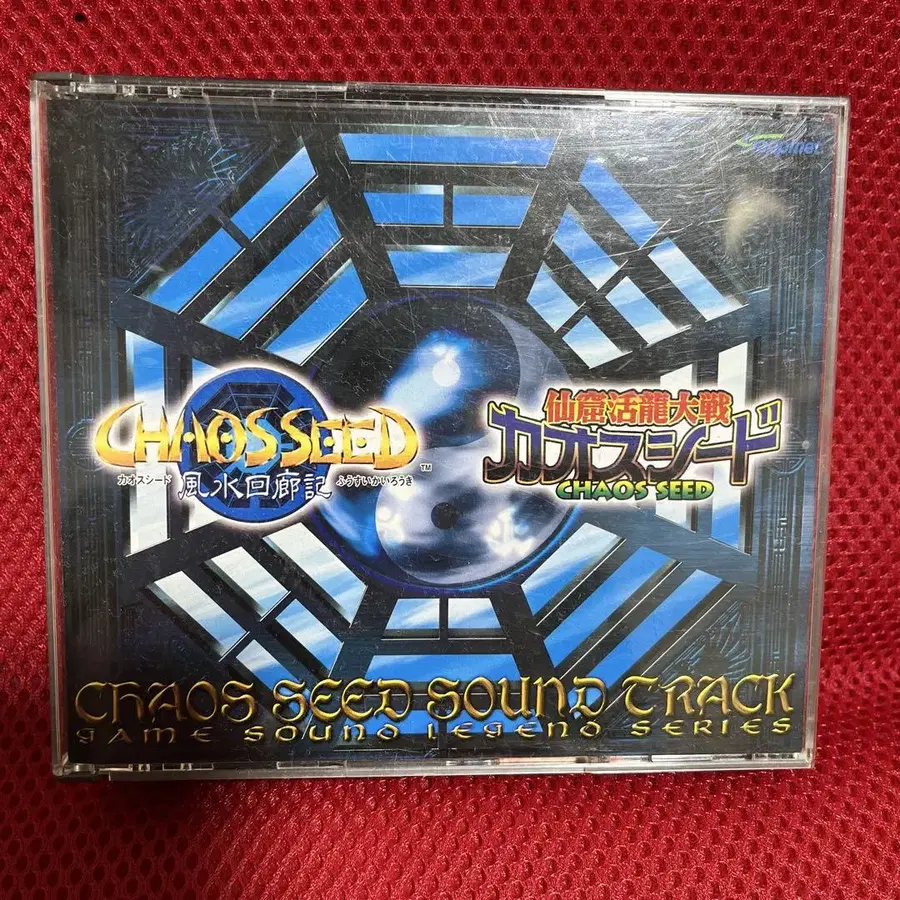 CHAOS SEED
TM
カオスシード 風水回廊記 ふうすいかいろうき
仙窟活龍大戦
カオスシード
CHAOS SEED
CHAOS SEED SOUND TRACK
GAME SOUND LEGEND SERIES